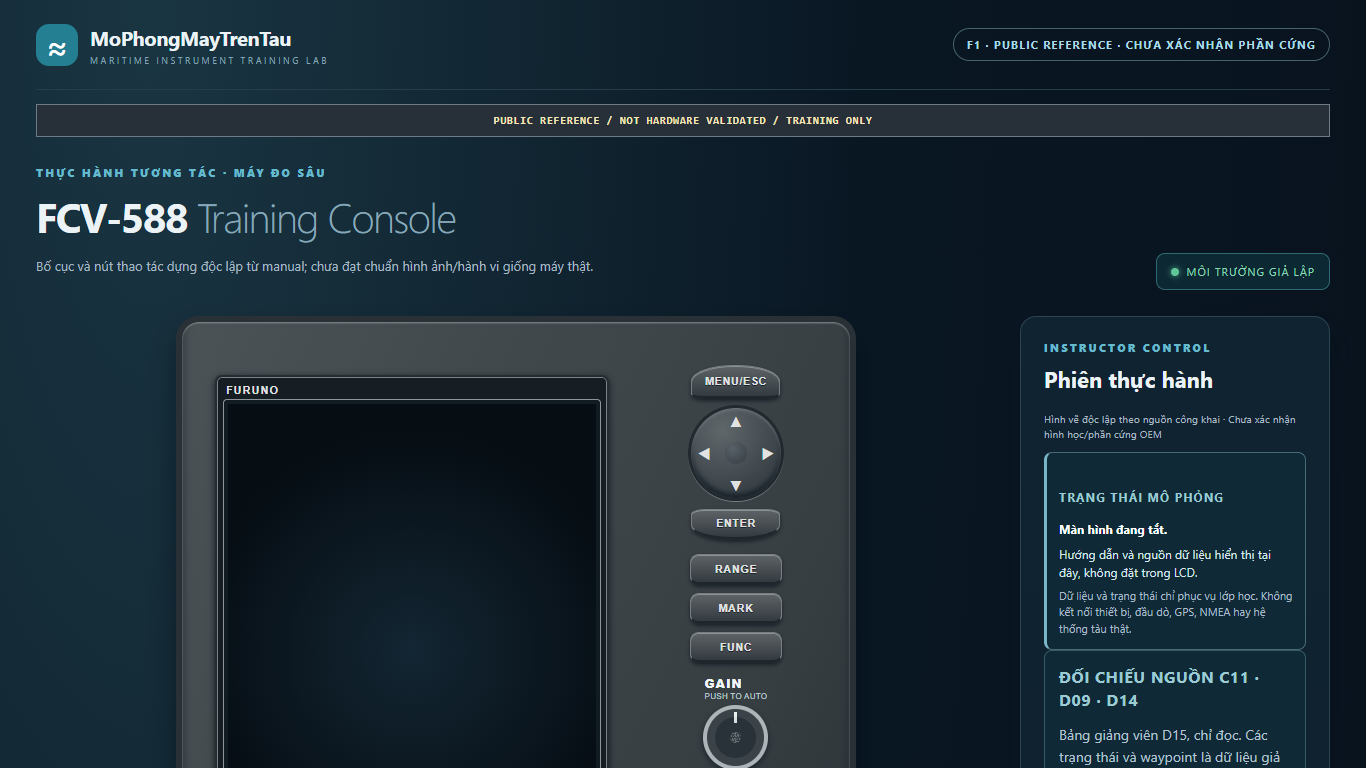 MoPhongMayTrenTau
MARITIME INSTRUMENT TRAINING LAB
F1 · PUBLIC REFERENCE · CHƯA XÁC NHẬN PHẦN CỨNG
PUBLIC REFERENCE / NOT HARDWARE VALIDATED / TRAINING ONLY
THỰC HÀNH TƯƠNG TÁC · MÁY ĐO SÂU
FCV-588 Training Console
Bố cục và nút thao tác dựng độc lập từ manual; chưa đạt chuẩn hình ảnh/hành vi giống máy thật.
MÔI TRƯỜNG GIẢ LẬP
FURUNO
MENU/ESC
ENTER
RANGE
MARK
FUNC
GAIN
PUSH TO AUTO
INSTRUCTOR CONTROL
Phiên thực hành
Hình vẽ độc lập theo nguồn công khai · Chưa xác nhận
hình học/phần cứng OEM
TRẠNG THÁI MÔ PHỎNG
Màn hình đang tắt.
Hướng dẫn và nguồn dữ liệu hiển thị tại
đây, không đặt trong LCD.
Dữ liệu và trạng thái chỉ phục vụ lớp học. Không
kết nối thiết bị, đầu dò, GPS, NMEA hay hệ
thống tàu thật.
ĐỐI CHIẾU NGUỒN C11 ·
D09 · D14
Bảng giảng viên D15, chỉ đọc. Các
trạng thái và waypoint là dữ liệu giả